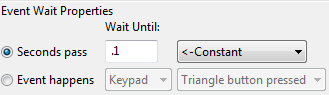 Event Wait Properties
Wait Until:
Seconds pass .1 <-Constant
Event happens Keypad Triangle button pressed